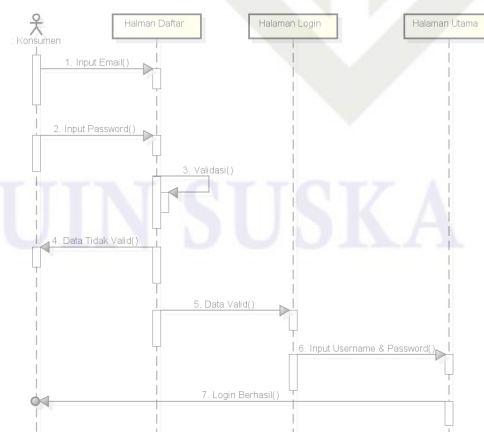 Konsumen
Halman Daftar
Halaman Login
Halaman Utama
1. Input Email()
2. Input Password()
3. Validasi()
UIN SUSKA
4. Data Tidak Valid()
5. Data Valid()
6. Input Username & Password()
7. Login Berhasil()